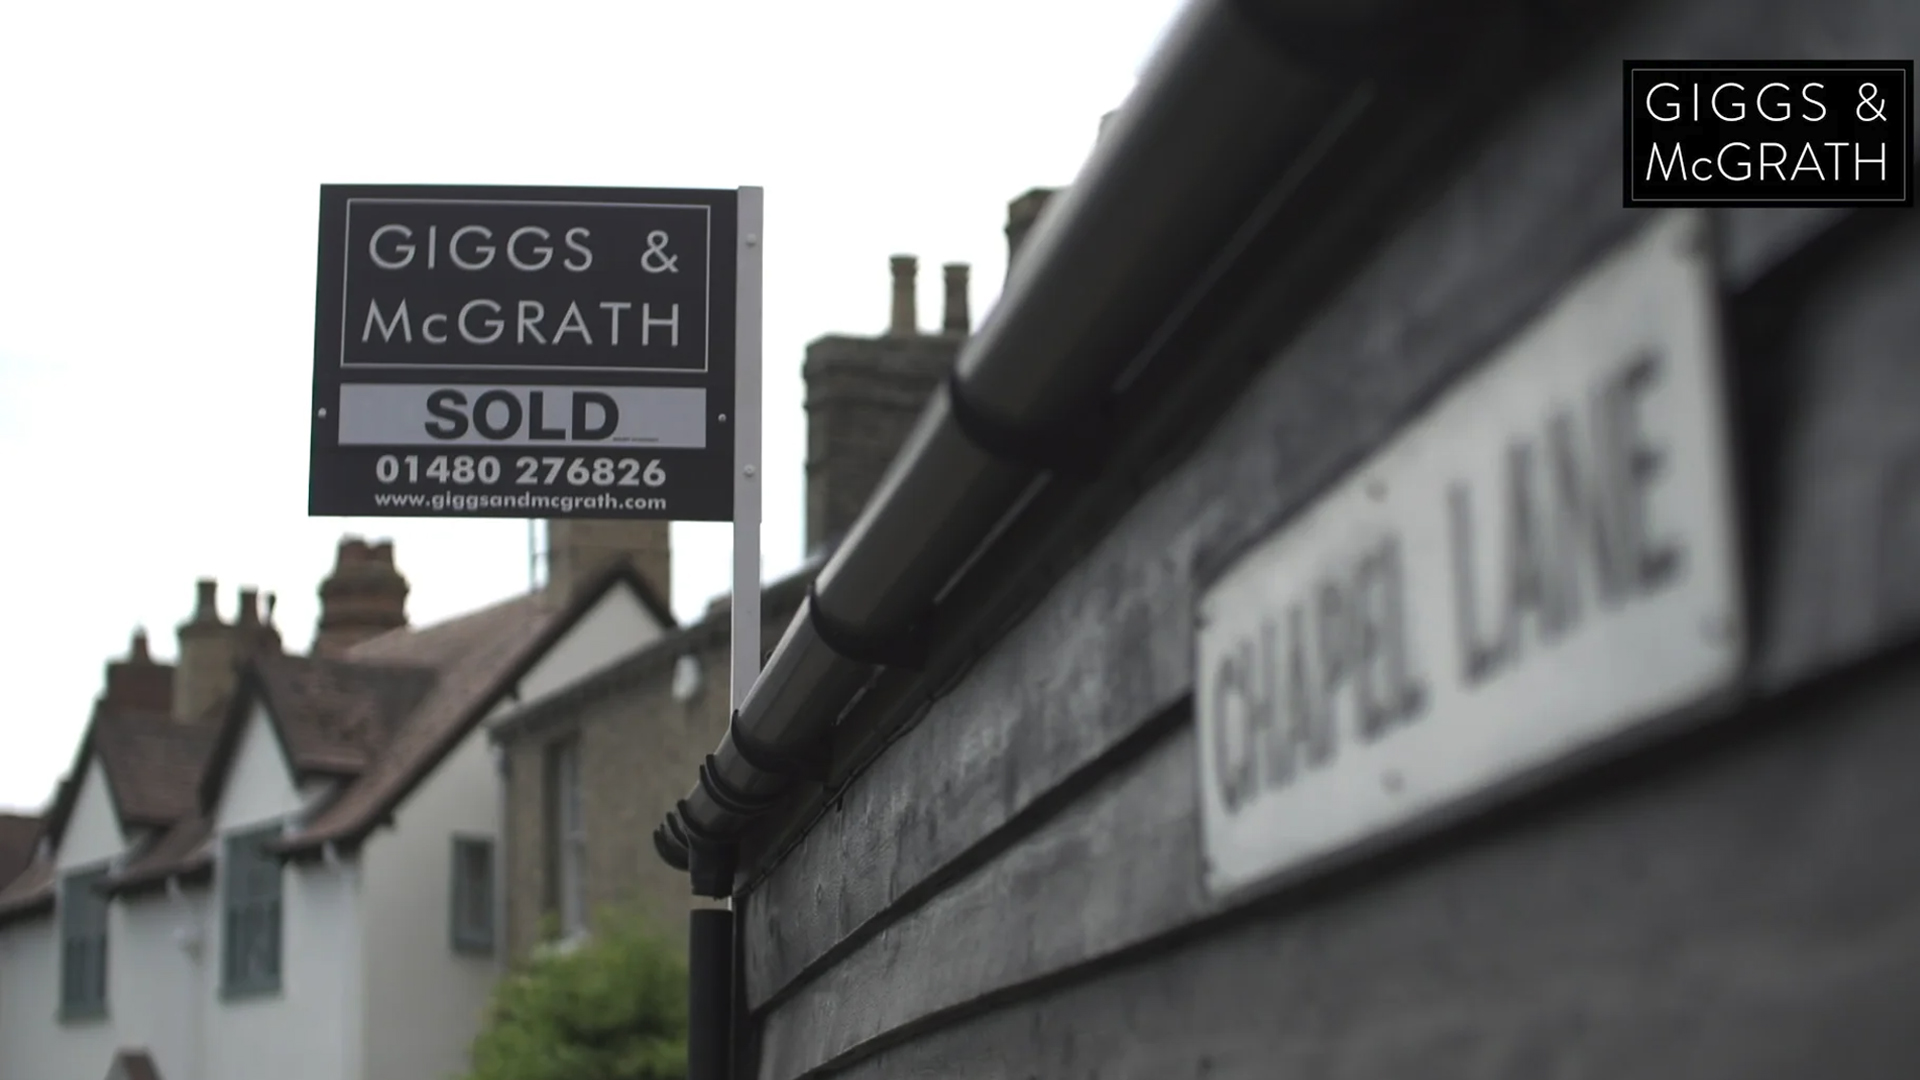 GIGGS &
McGRATH
SOLD
01480 276826
www.giggsandmcgrath.com
CHAPEL LANE
GIGGS &
McGRATH